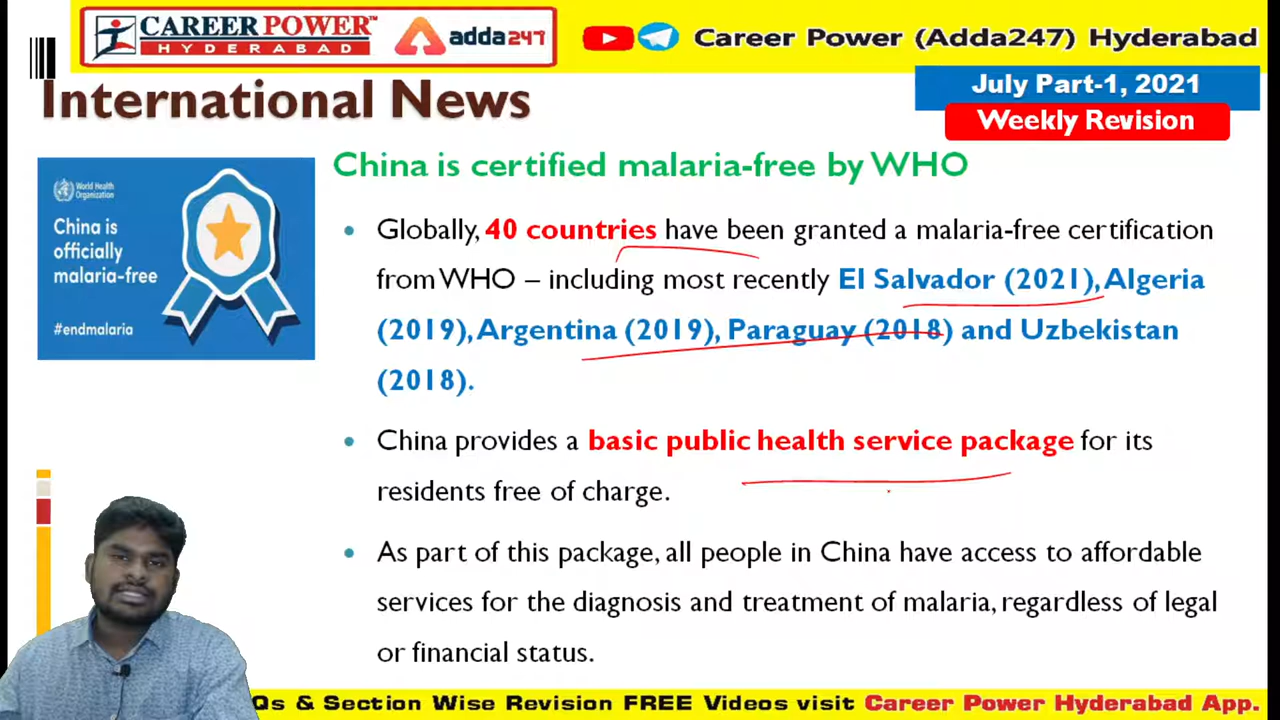 CAREER POWER™
HYDERABAD
adda247
Career Power (Adda247) Hyderabad
International News
July Part-1, 2021
Weekly Revision
China is certified malaria-free by WHO
World Health
Organization
China is
officially
malaria-free
#endmalaria
• Globally, 40 countries have been granted a malaria-free certification
from WHO – including most recently El Salvador (2021), Algeria
(2019), Argentina (2019), Paraguay (2018) and Uzbekistan
(2018).
• China provides a basic public health service package for its
residents free of charge.
• As part of this package, all people in China have access to affordable
services for the diagnosis and treatment of malaria, regardless of legal
or financial status.
Qs & Section Wise Revision FREE Videos visit Career Power Hyderabad App.